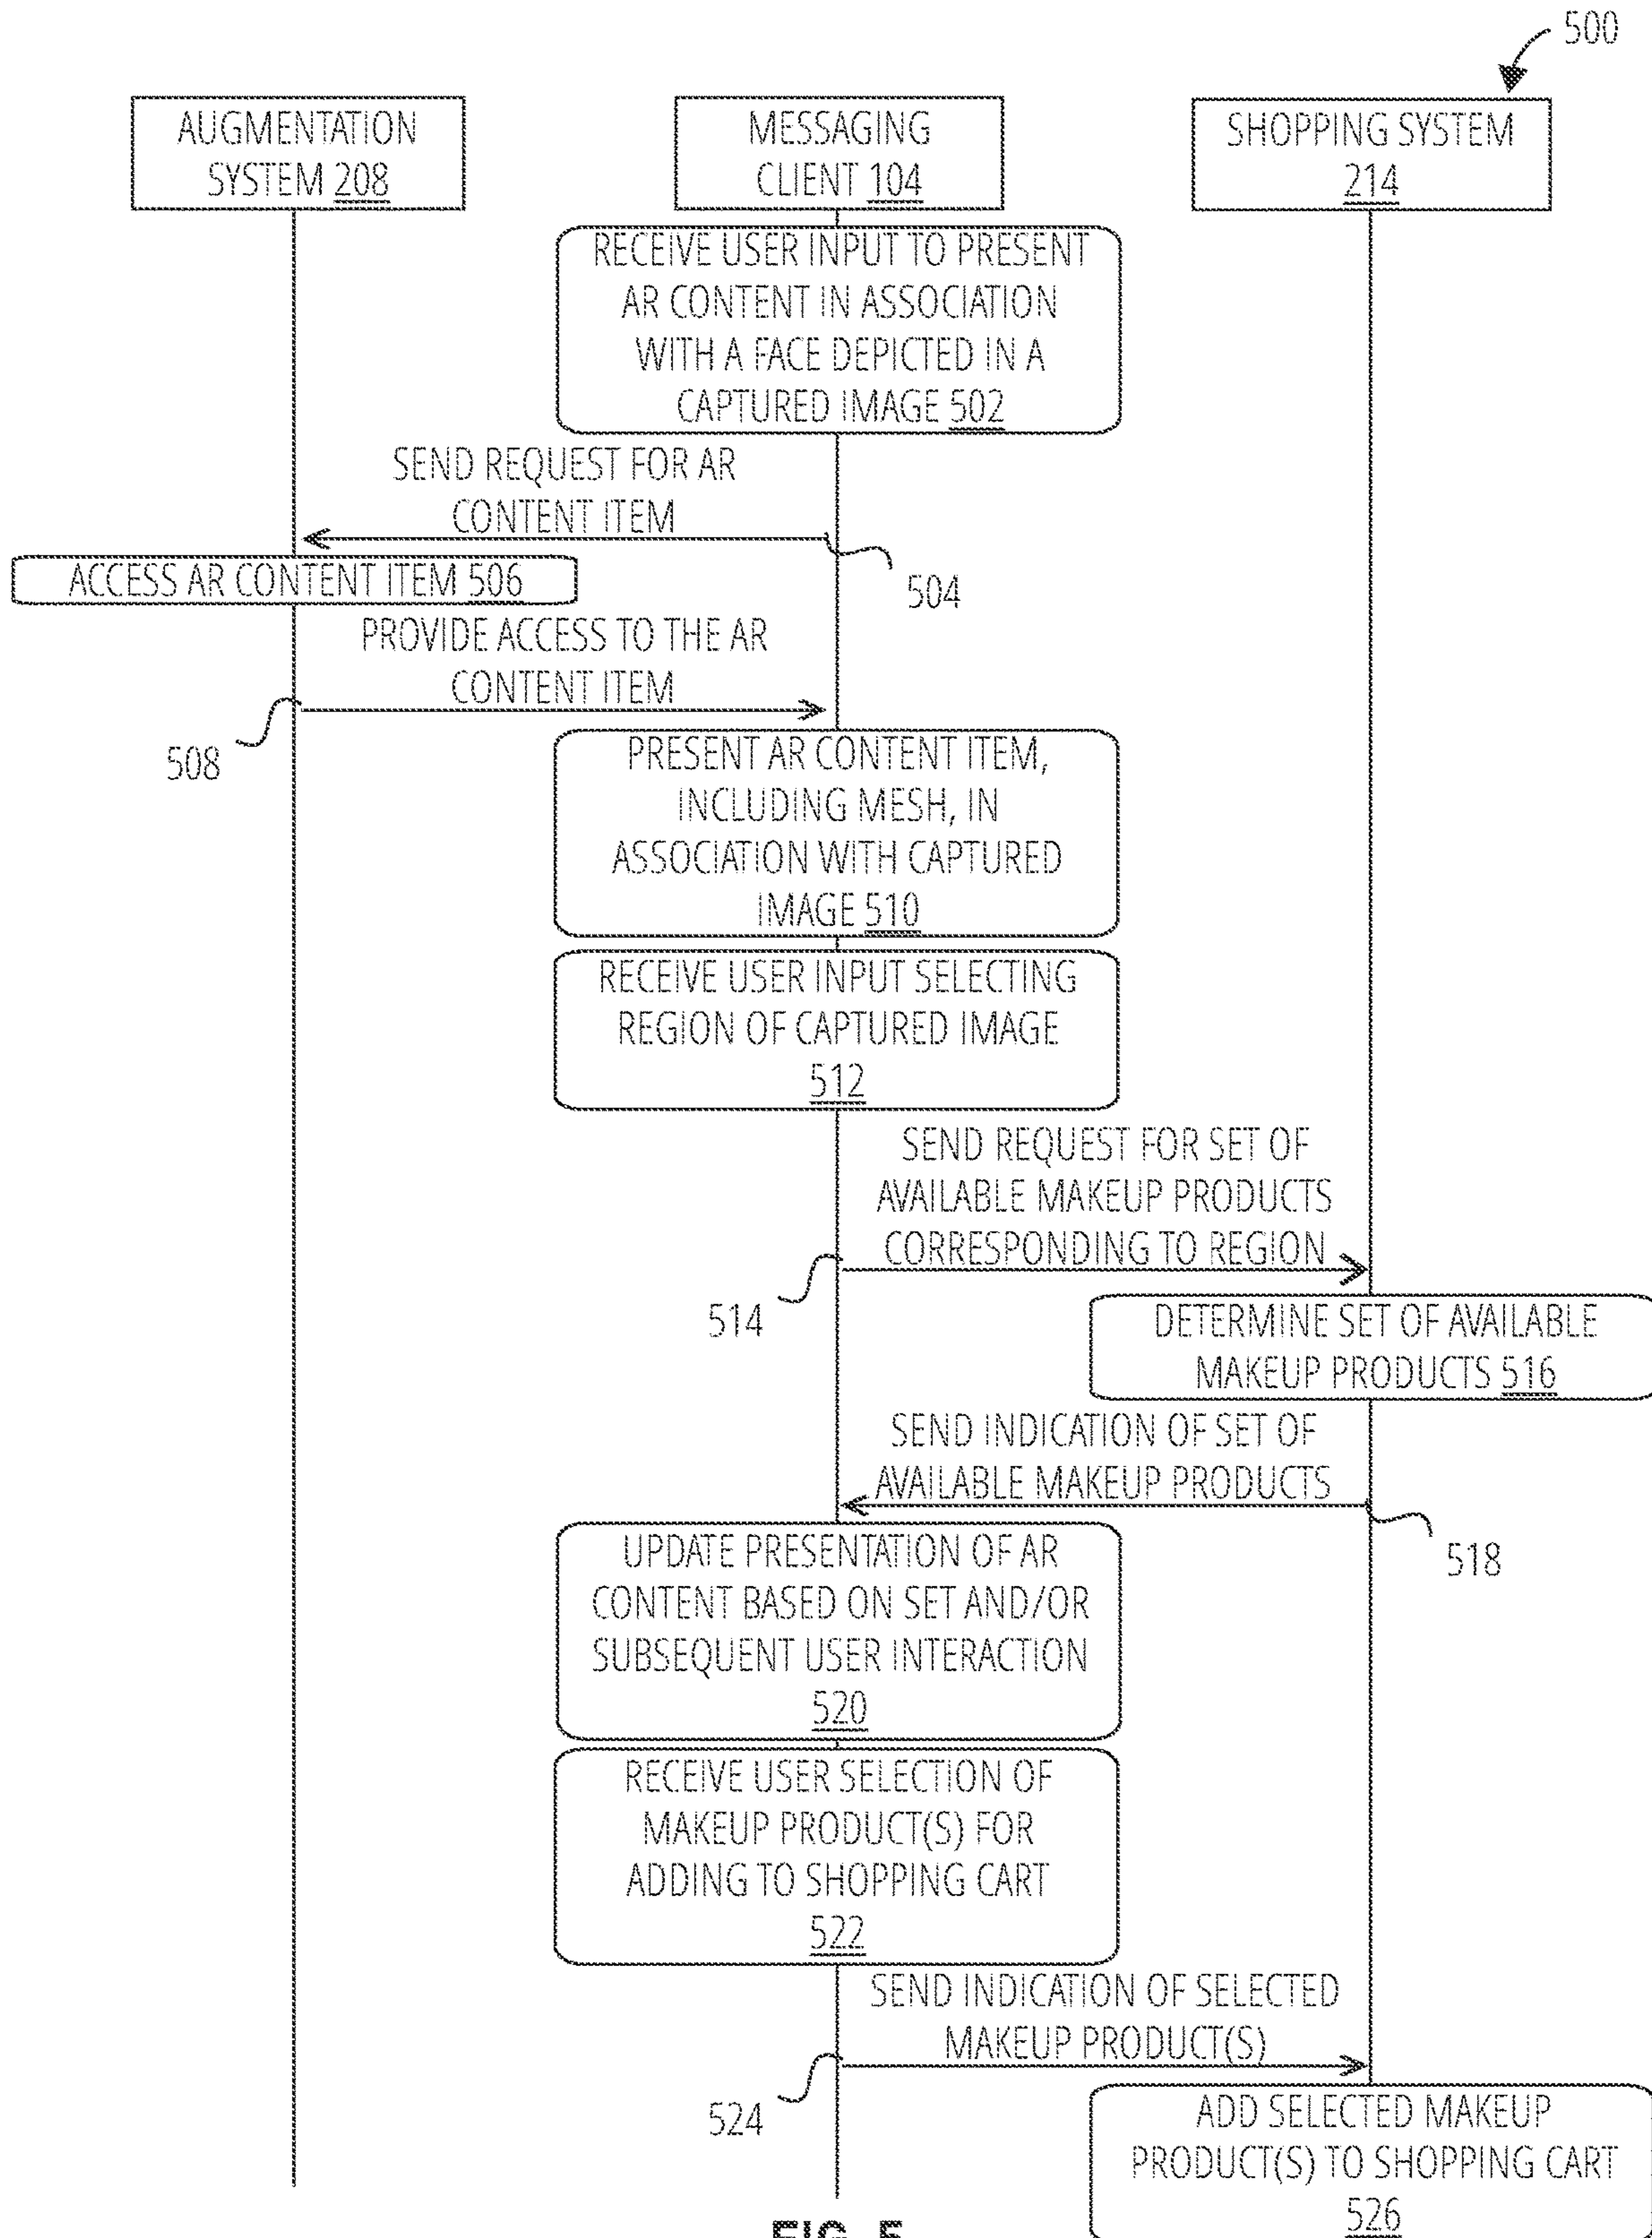 500
AUGMENTATION
SYSTEM 208
MESSAGING
CLIENT 104
SHOPPING SYSTEM
214
RECEIVE USER INPUT TO PRESENT
AR CONTENT IN ASSOCIATION
WITH A FACE DEPICTED IN A
CAPTURED IMAGE 502
SEND REQUEST FOR AR
CONTENT ITEM
504
ACCESS AR CONTENT ITEM 506
PROVIDE ACCESS TO THE AR
CONTENT ITEM
508
PRESENT AR CONTENT ITEM,
INCLUDING MESH, IN
ASSOCIATION WITH CAPTURED
IMAGE 510
RECEIVE USER INPUT SELECTING
REGION OF CAPTURED IMAGE
512
SEND REQUEST FOR SET OF
AVAILABLE MAKEUP PRODUCTS
CORRESPONDING TO REGION
514
DETERMINE SET OF AVAILABLE
MAKEUP PRODUCTS 516
SEND INDICATION OF SET OF
AVAILABLE MAKEUP PRODUCTS
518
UPDATE PRESENTATION OF AR
CONTENT BASED ON SET AND/OR
SUBSEQUENT USER INTERACTION
520
RECEIVE USER SELECTION OF
MAKEUP PRODUCT(S) FOR
ADDING TO SHOPPING CART
522
SEND INDICATION OF SELECTED
MAKEUP PRODUCT(S)
524
ADD SELECTED MAKEUP
PRODUCT(S) TO SHOPPING CART
526
FIG. 5